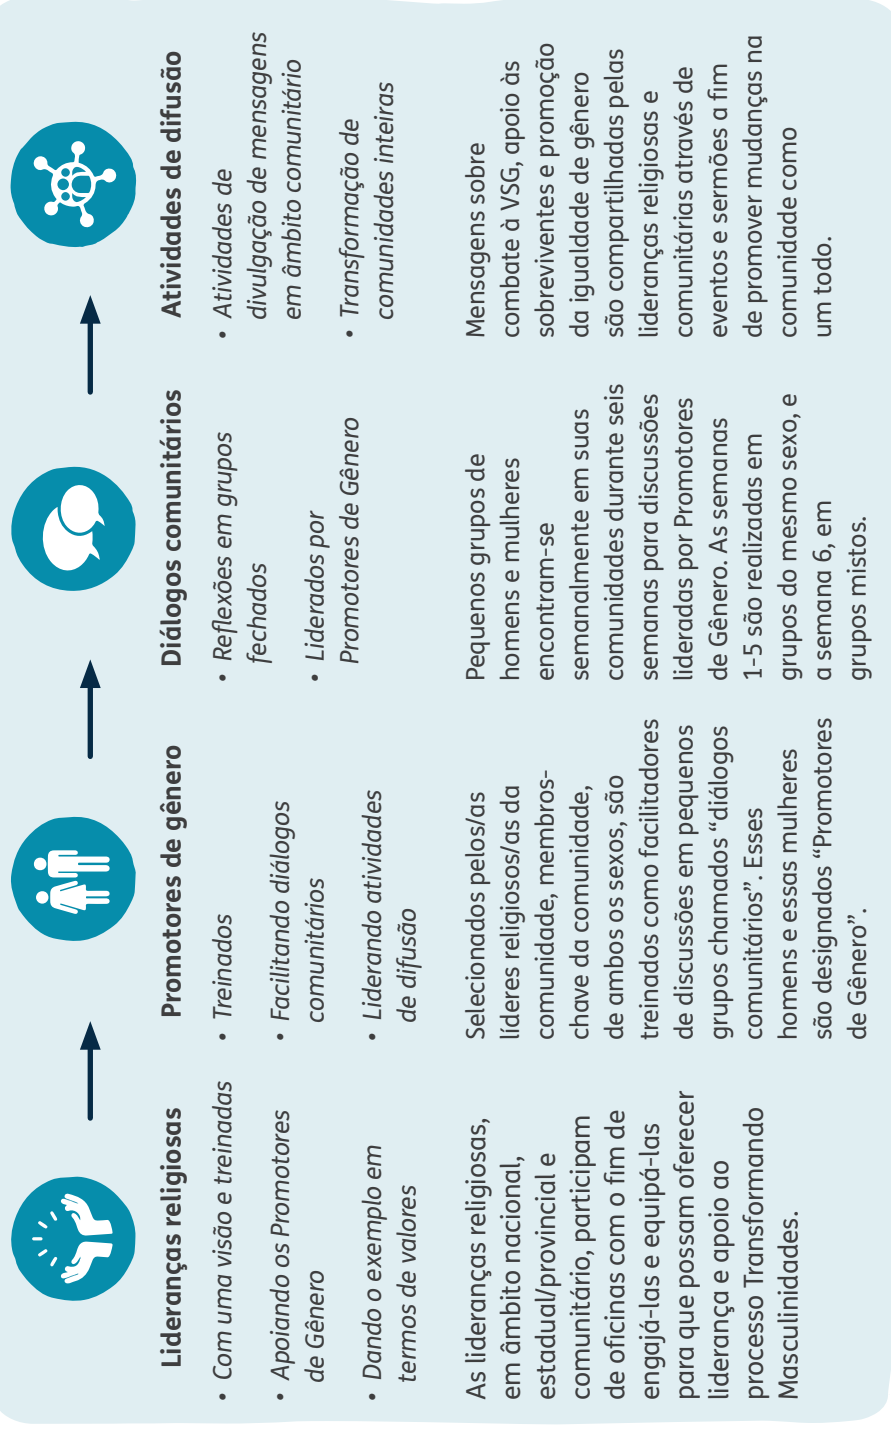 Lideranças religiosas
• Com uma visão e treinadas
• Apoiando os Promotores
de Gênero
• Dando o exemplo em
termos de valores
As lideranças religiosas,
em âmbito nacional,
estadual/provincial e
comunitário, participam
de oficinas com o fim de
engajá-las e equipá-las
para que possam oferecer
liderança e apoio ao
processo Transformando
Masculinidades.
Promotores de gênero
• Treinados
• Facilitando diálogos
comunitários
• Liderando atividades
de difusão
Selecionados pelos/as
líderes religiosos/as da
comunidade, membros-
chave da comunidade,
de ambos os sexos, são
treinados como facilitadores
de discussões em pequenos
grupos chamados “diálogos
comunitários”. Esses
homens e essas mulheres
são designados “Promotores
de Gênero”.
Diálogos comunitários
• Reflexões em grupos
fechados
• Liderados por
Promotores de Gênero
Pequenos grupos de
homens e mulheres
encontram-se
semanalmente em suas
comunidades durante seis
semanas para discussões
lideradas por Promotores
de Gênero. As semanas
1-5 são realizadas em
grupos do mesmo sexo, e
a semana 6, em
grupos mistos.
Atividades de difusão
• Atividades de
divulgação de mensagens
em âmbito comunitário
• Transformação de
comunidades inteiras
Mensagens sobre
combate à VSG, apoio às
sobreviventes e promoção
da igualdade de gênero
são compartilhadas pelas
lideranças religiosas e
comunitárias através de
eventos e sermões a fim
de promover mudanças na
comunidade como
um todo.